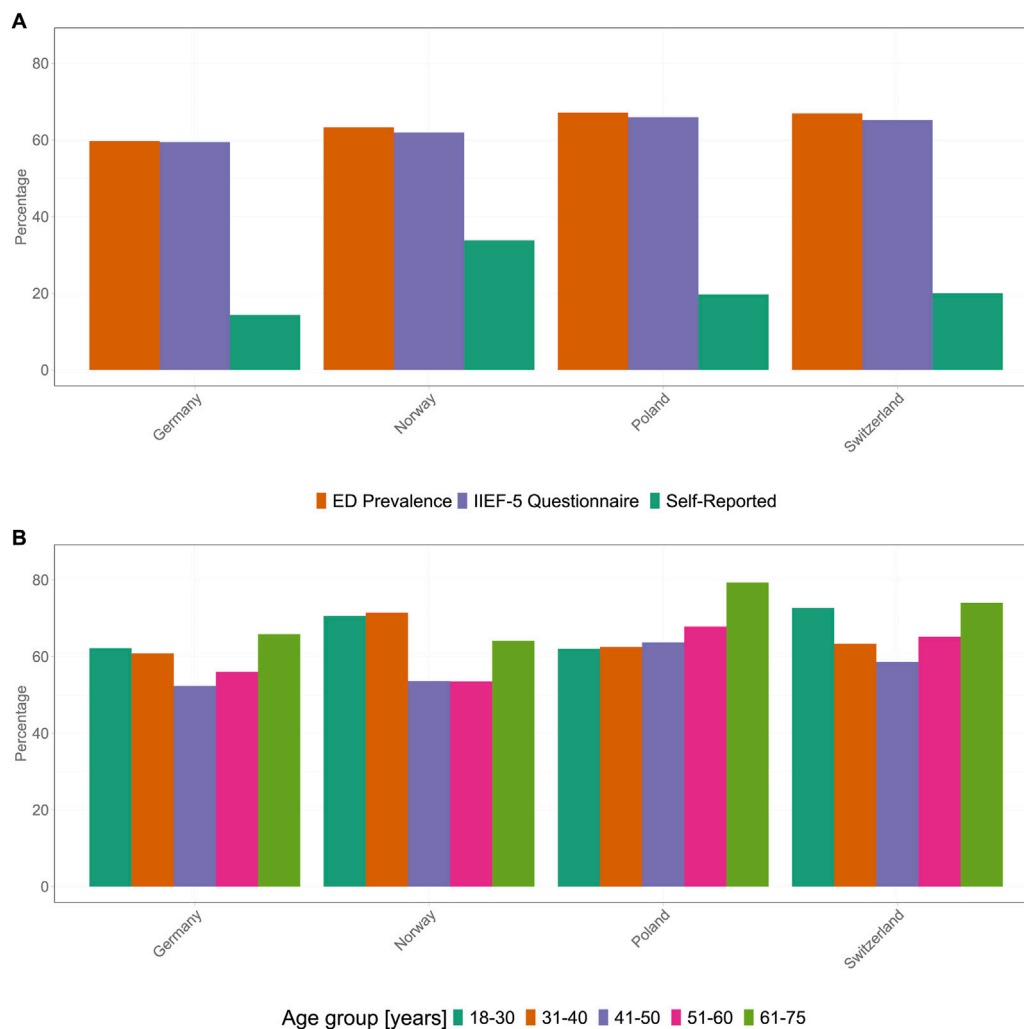 A
80
60
40
20
0
Percentage
Germany
Norway
Poland
Switzerland
ED Prevalence IIEF-5 Questionnaire Self-Reported
B
80
60
40
20
0
Percentage
Germany
Norway
Poland
Switzerland
Age group [years] 18-30 31-40 41-50 51-60 61-75